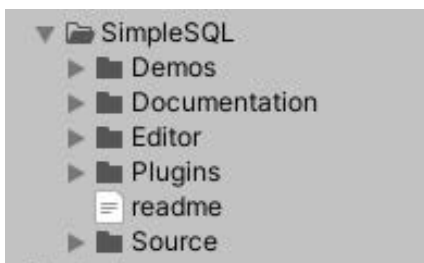 SimpleSQL
Demos
Documentation
Editor
Plugins
readme
Source